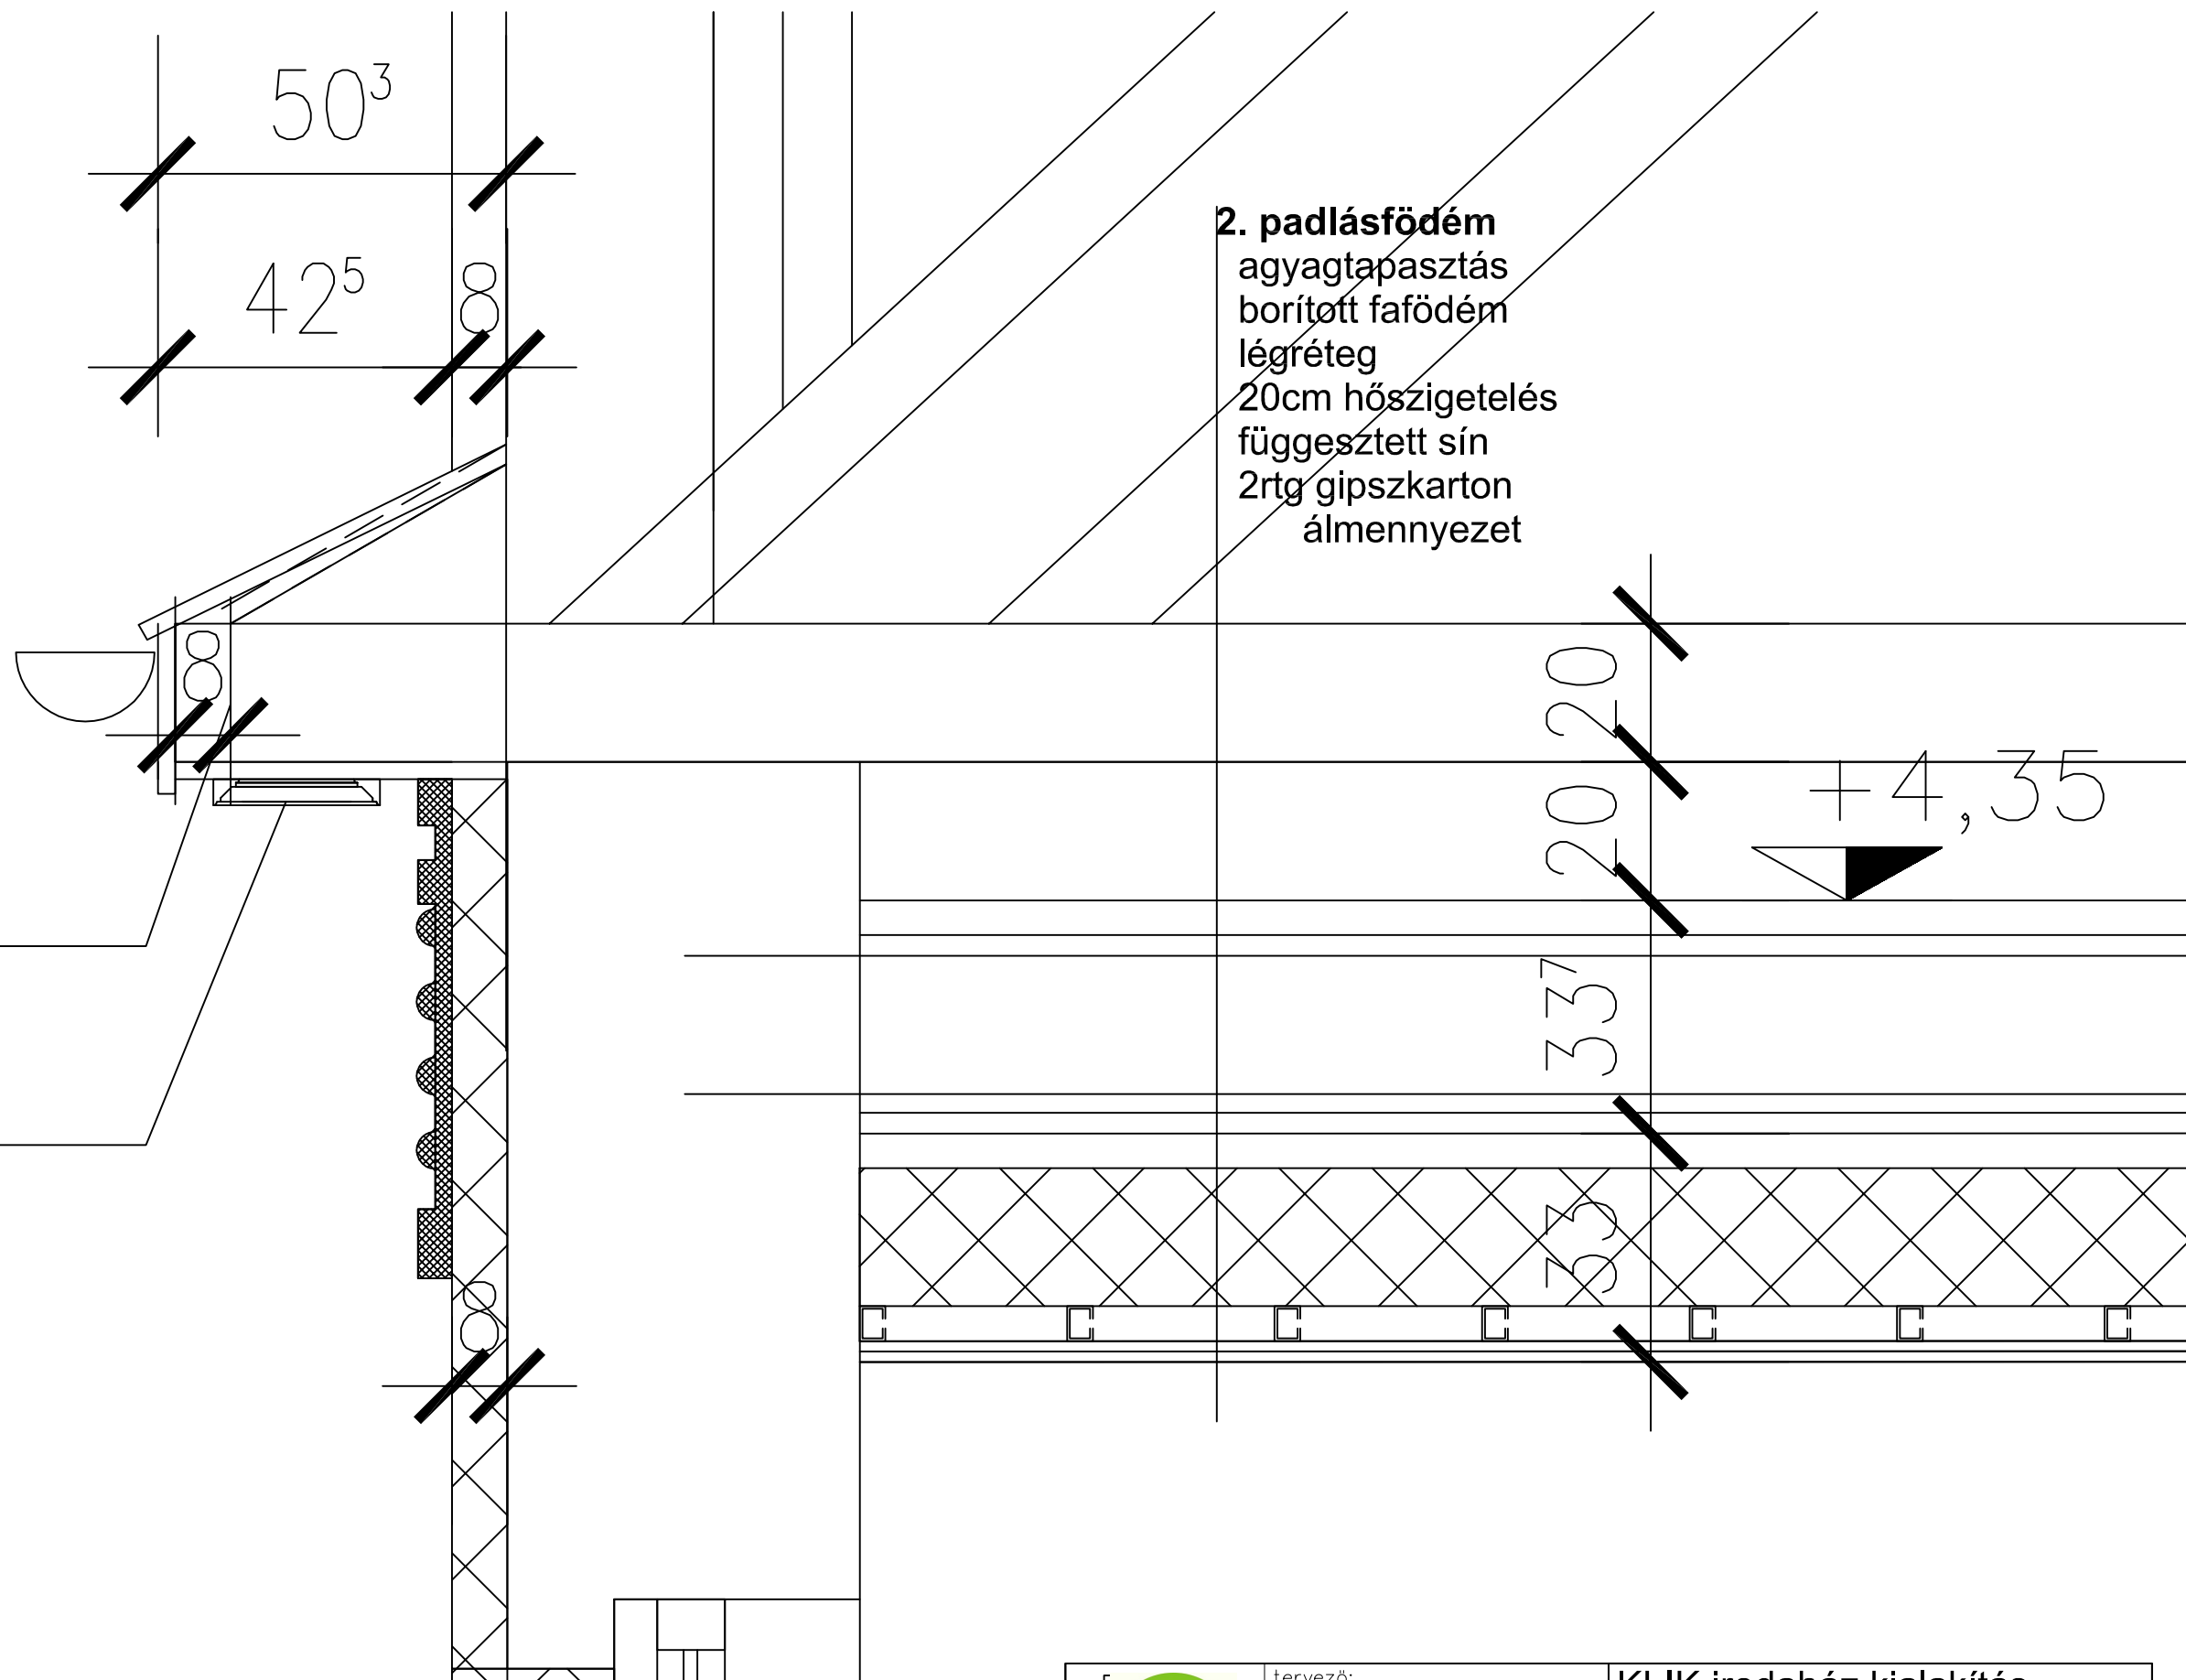 50³
42⁵ 8
2. padlásfödém
agyagtapasztás
borított fafödém
légréteg
20cm hőszigetelés
függesztett sín
2rtg gipszkarton
álmennyezet
8
20
20
+4,35
33⁷
33
8
tervező: